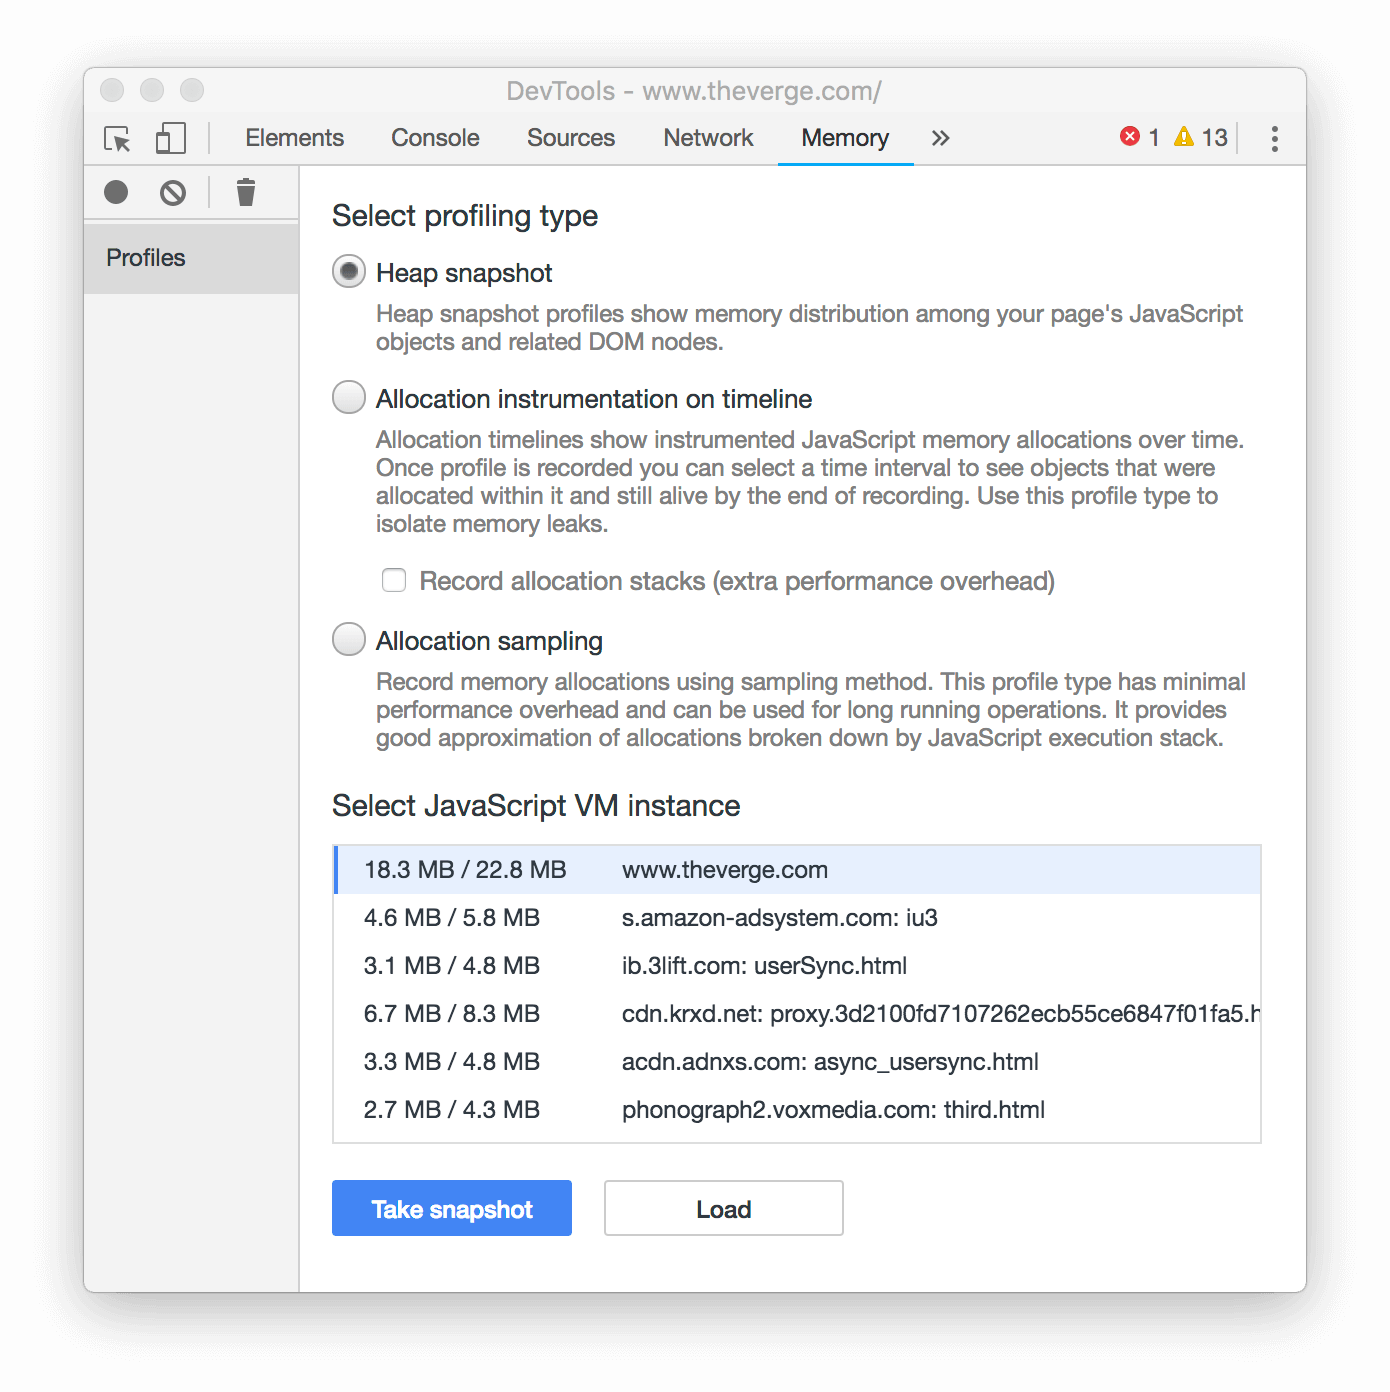 DevTools - www.theverge.com/
Elements Console Sources Network Memory » 1 13
Profiles
Select profiling type
Heap snapshot
Heap snapshot profiles show memory distribution among your page's JavaScript
objects and related DOM nodes.
Allocation instrumentation on timeline
Allocation timelines show instrumented JavaScript memory allocations over time.
Once profile is recorded you can select a time interval to see objects that were
allocated within it and still alive by the end of recording. Use this profile type to
isolate memory leaks.
Record allocation stacks (extra performance overhead)
Allocation sampling
Record memory allocations using sampling method. This profile type has minimal
performance overhead and can be used for long running operations. It provides
good approximation of allocations broken down by JavaScript execution stack.
Select JavaScript VM instance
18.3 MB / 22.8 MB www.theverge.com
4.6 MB / 5.8 MB s.amazon-adsystem.com: iu3
3.1 MB / 4.8 MB ib.3lift.com: userSync.html
6.7 MB / 8.3 MB cdn.krxd.net: proxy.3d2100fd7107262ecb55ce6847f01fa5.h
3.3 MB / 4.8 MB acdn.adnxs.com: async_usersync.html
2.7 MB / 4.3 MB phonograph2.voxmedia.com: third.html
Take snapshot Load